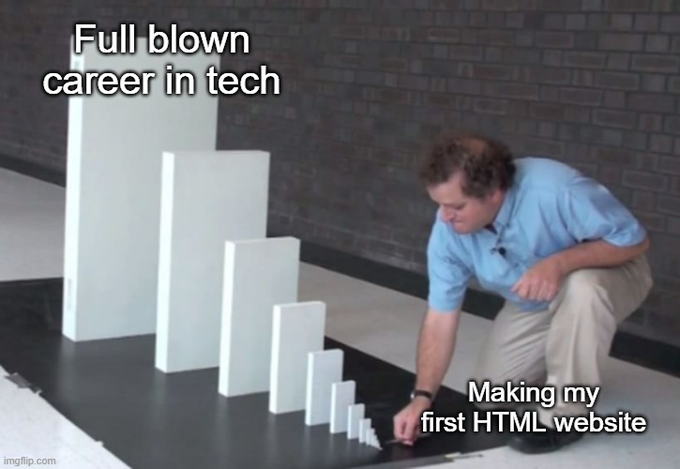 Full blown
career in tech
Making my
first HTML website
imgflip.com